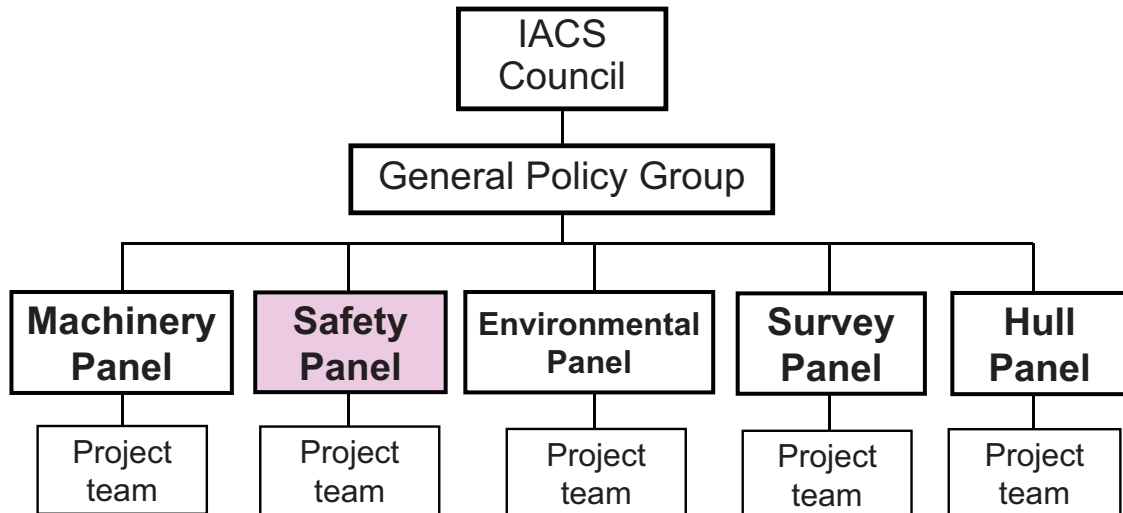 IACS
Council
General Policy Group
Machinery
Panel
Safety
Panel
Environmental
Panel
Survey
Panel
Hull
Panel
Project
team
Project
team
Project
team
Project
team
Project
team